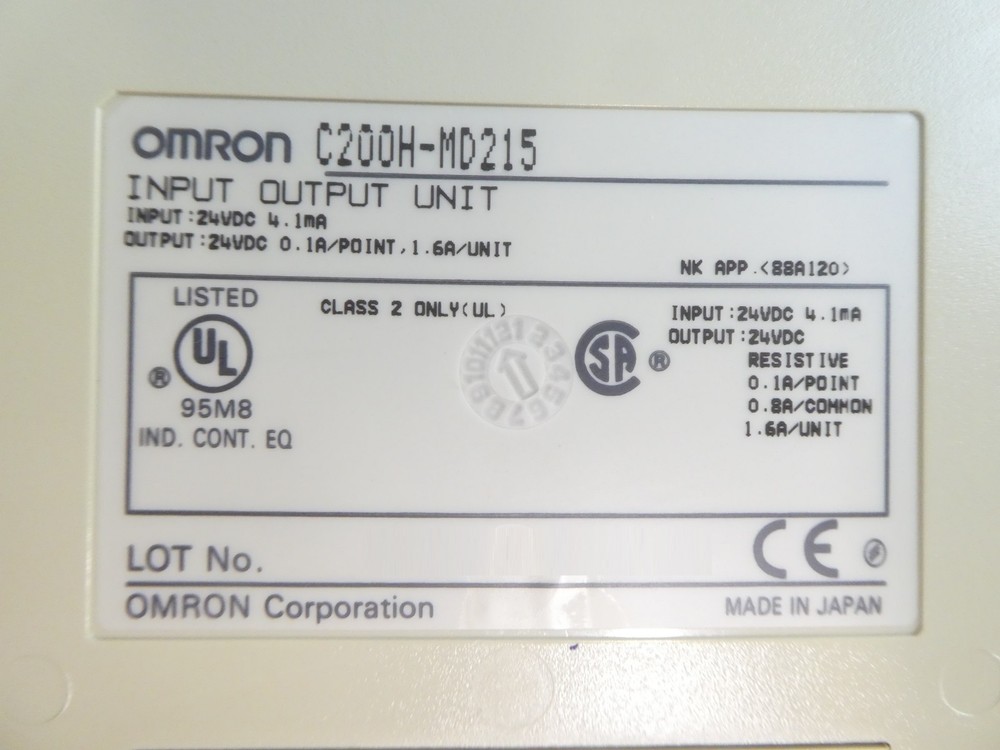 OMRON C200H-MD215
INPUT OUTPUT UNIT
INPUT:24VDC 4.1mA
OUTPUT:24VDC 0.1A/POINT,1.6A/UNIT
NK APP.<88A120>
LISTED
UL
®
95M8
IND. CONT. EQ
CLASS 2 ONLY(UL)
SA ®
INPUT:24VDC 4.1mA
OUTPUT:24VDC
RESISTIVE
0.1A/POINT
0.8A/COMMON
1.6A/UNIT
LOT No.
CE
OMRON Corporation
MADE IN JAPAN